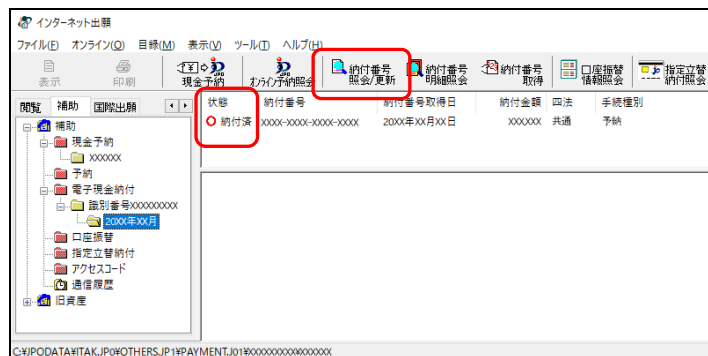 インターネット出願
ファイル(F) オンライン(O) 目録(M) 表示(V) ツール(T) ヘルプ(H)
表示 印刷 現金予納 オンライン予納照会 納付番号照会/更新 納付番号明細照会 納付番号取得 口座振替情報照会 指定立替納付照会
閲覧 補助 国際出願
状態 納付番号 納付番号取得日 納付金額 四法 手続種別
納付済 XXXX-XXXX-XXXX-XXXX 20XX年XX月XX日 XXXXXX 共通 予納
補助
現金予納
XXXXXX
予納
電子現金納付
識別番号XXXXXXXXX
20XX年XX月
口座振替
指定立替納付
アクセスコード
通信履歴
旧資産
C:¥JPODATA¥ITAK.JP0¥OTHERS.JP1¥PAYMENT.J01¥XXXXXXXXX¥XXXXXX